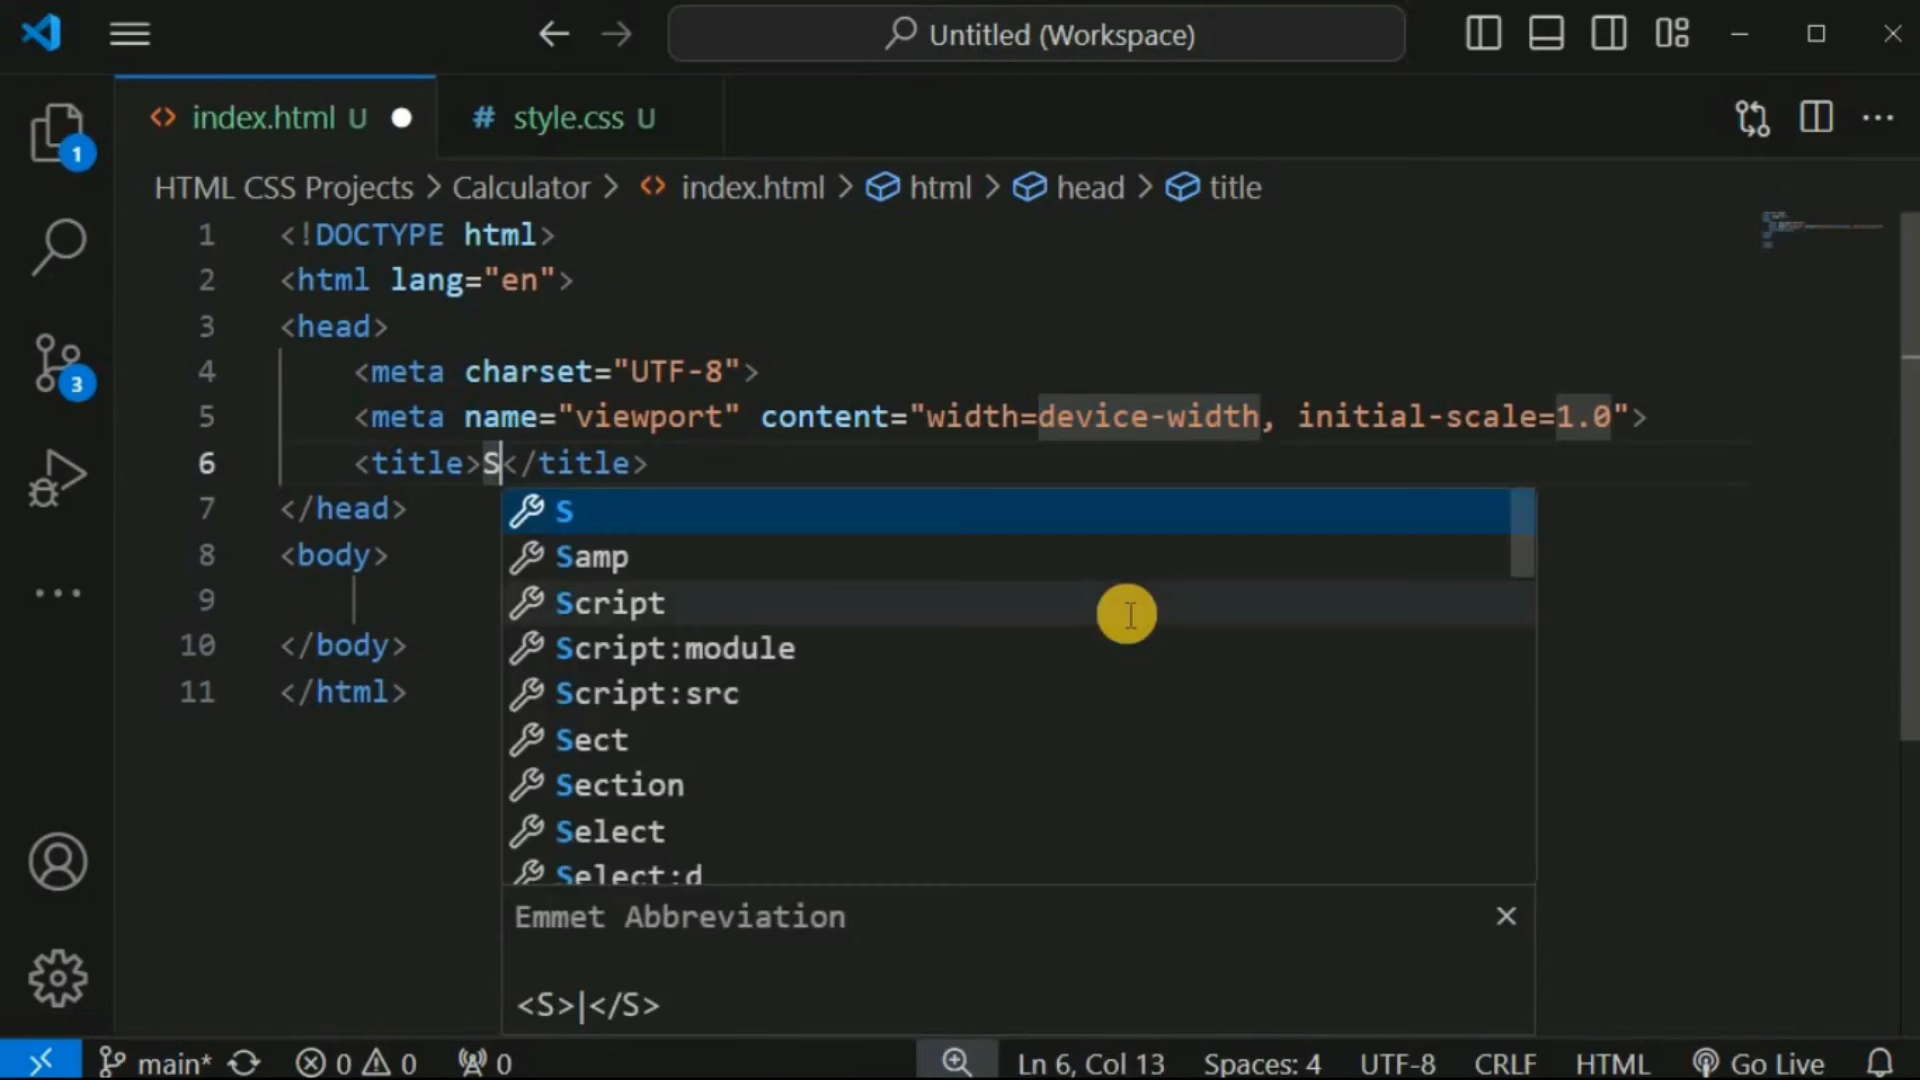 Untitled (Workspace)
index.html U
# style.css U
1
HTML CSS Projects > Calculator > index.html > html > head > title
1 <!DOCTYPE html>
2 <html lang="en">
3 <head>
4 <meta charset="UTF-8">
5 <meta name="viewport" content="width=device-width, initial-scale=1.0">
6 <title>S</title>
7 </head>
8 <body>
9
10 </body>
11 </html>
3
S
Samp
Script
Script:module
Script:src
Sect
Section
Select
Select:d
Emmet Abbreviation
<S>|</S>
main* 0 0 0 Ln 6, Col 13 Spaces: 4 UTF-8 CRLF HTML Go Live